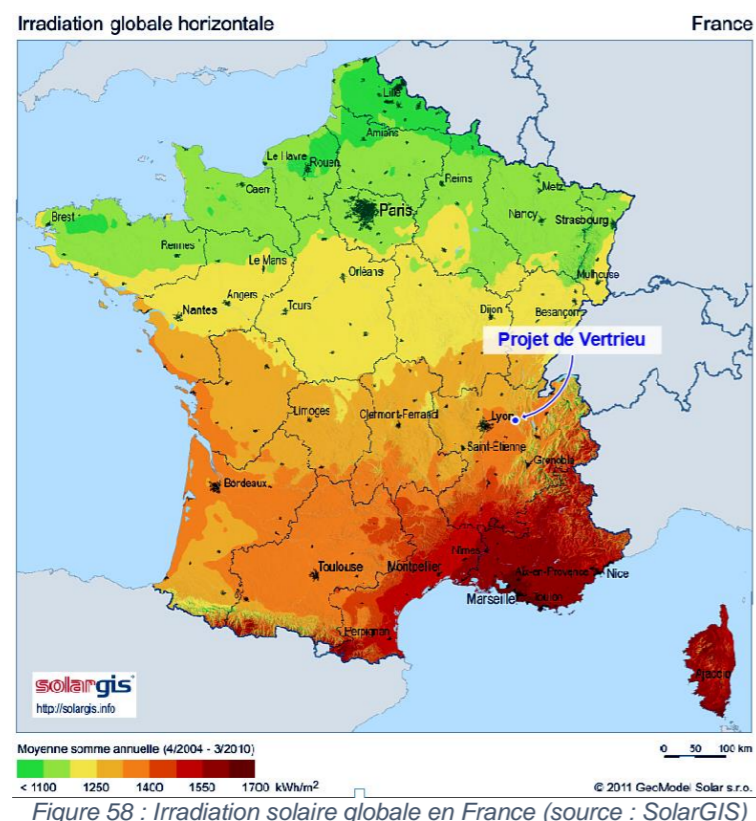 Irradiation globale horizontale France
Lille
Amiens
Le Havre
Rouen
Caen
Reims
Metz
Paris
Nancy
Strasbourg
Brest
Rennes
Le Mans
Orléans
Mulhouse
Angers
Tours
Nantes
Dijon
Besançon
Projet de Vertrieu
Limoges
Clermont-Ferrand
Lyon
Saint-Étienne
Grenoble
Bordeaux
Nîmes
Toulouse
Montpellier
Aix-en-Provence
Nice
Marseille
Toulon
Perpignan
Ajaccio
solargis
http://solargis.info
Moyenne somme annuelle (4/2004 - 3/2010)
0 50 100 km
< 1100 1250 1400 1550 1700 kWh/m²
© 2011 GeoModel Solar s.r.o.
Figure 58 : Irradiation solaire globale en France (source : SolarGIS)